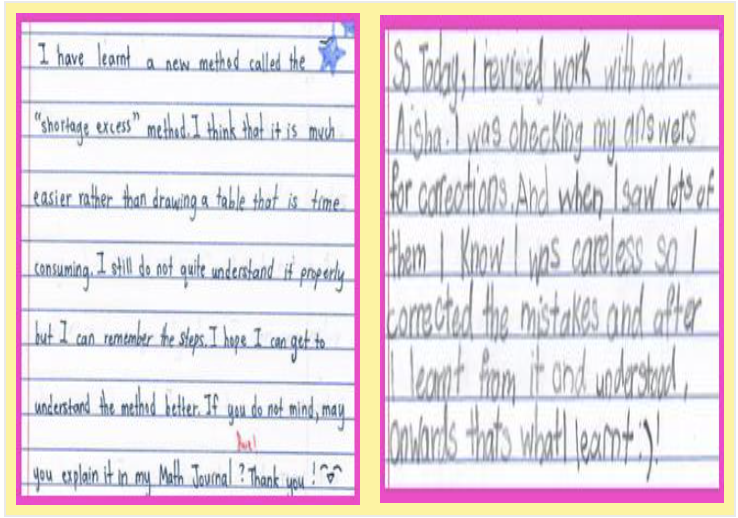 I have learnt a new method called the
"shortage excess" method. I think that it is much
easier rather than drawing a table that is time
consuming. I still do not quite understand it properly
but I can remember the steps. I hope I can get to
understand the method better. If you do not mind, may
you explain it in my Math Journal? Thank you!
So Today, I revised work with mdm.
Aisha. I was checking my answers
for corrections. And when I saw lots of
them I know I was careless so I
corrected the mistakes and after
I learnt from it and understood,
onwards thats what I learnt:)!